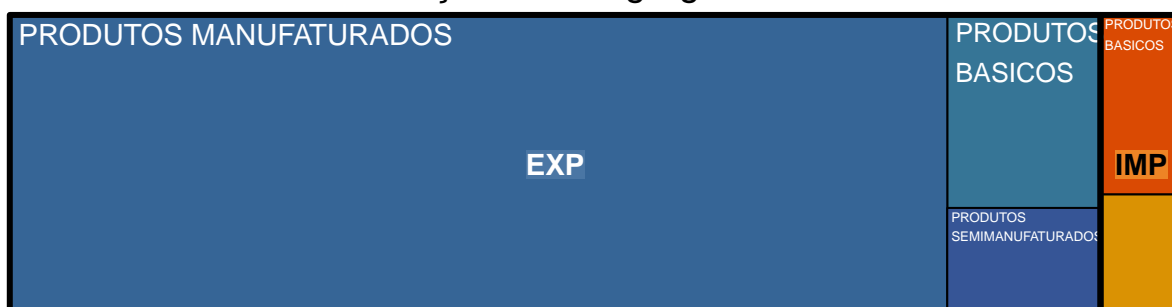 PRODUTOS MANUFATURADOS
EXP
PRODUTOS
BASICOS
PRODUTOS
SEMIMANUFATURADOS
PRODUTOS
BASICOS
IMP